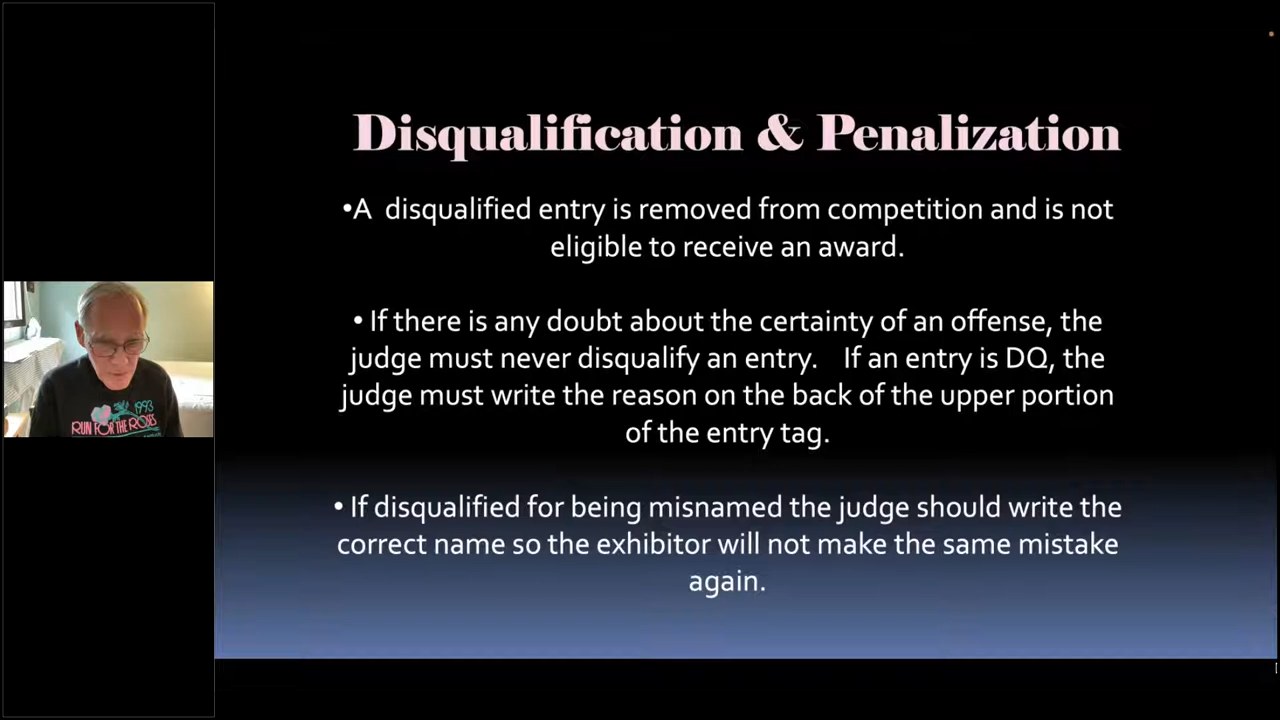 Disqualification & Penalization
•A  disqualified entry is removed from competition and is not
eligible to receive an award.
• If there is any doubt about the certainty of an offense, the
judge must never disqualify an entry.    If an entry is DQ, the
judge must write the reason on the back of the upper portion
of the entry tag.
• If disqualified for being misnamed the judge should write the
correct name so the exhibitor will not make the same mistake
again.
1993
RUN FOR THE ROSES